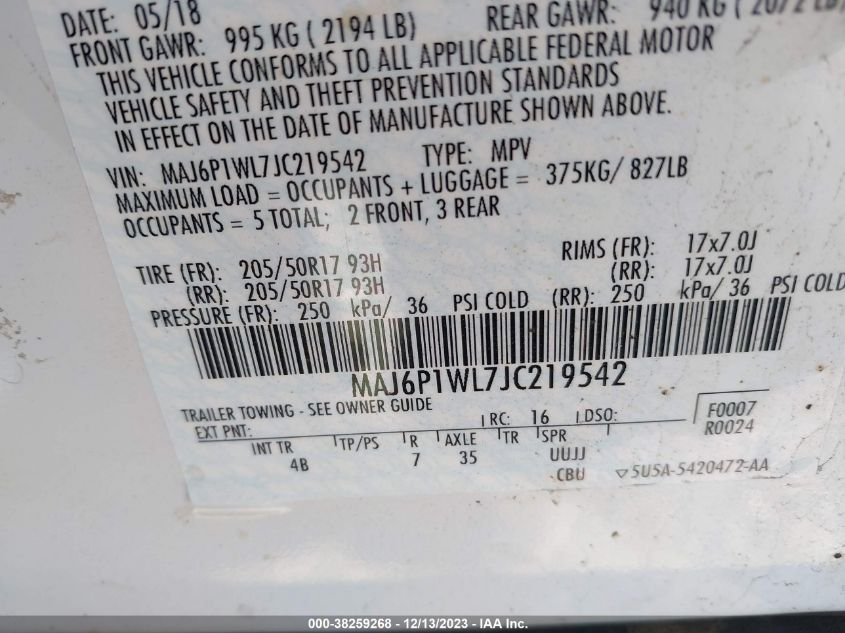 DATE: 05/18
FRONT GAWR: 995 KG ( 2194 LB) REAR GAWR: 940 KG ( 2072 LB)
THIS VEHICLE CONFORMS TO ALL APPLICABLE FEDERAL MOTOR
VEHICLE SAFETY AND THEFT PREVENTION STANDARDS
IN EFFECT ON THE DATE OF MANUFACTURE SHOWN ABOVE.
VIN: MAJ6P1WL7JC219542 TYPE: MPV
MAXIMUM LOAD = OCCUPANTS + LUGGAGE = 375KG/ 827LB
OCCUPANTS = 5 TOTAL; 2 FRONT, 3 REAR
TIRE (FR): 205/50R17 93H RIMS (FR): 17x7.0J
(RR): 205/50R17 93H (RR): 17x7.0J
PRESSURE (FR): 250 kPa/ 36 PSI COLD (RR): 250 kPa/ 36 PSI COLD
MAJ6P1WL7JC219542
TRAILER TOWING - SEE OWNER GUIDE
EXT PNT: RC: 16 DSO: F0007
R0024
INT TR TP/PS R AXLE TR SPR
4B 7 35 UUJJ
CBU 5U5A-5420472-AA
000-38259268 - 12/13/2023 - IAA Inc.